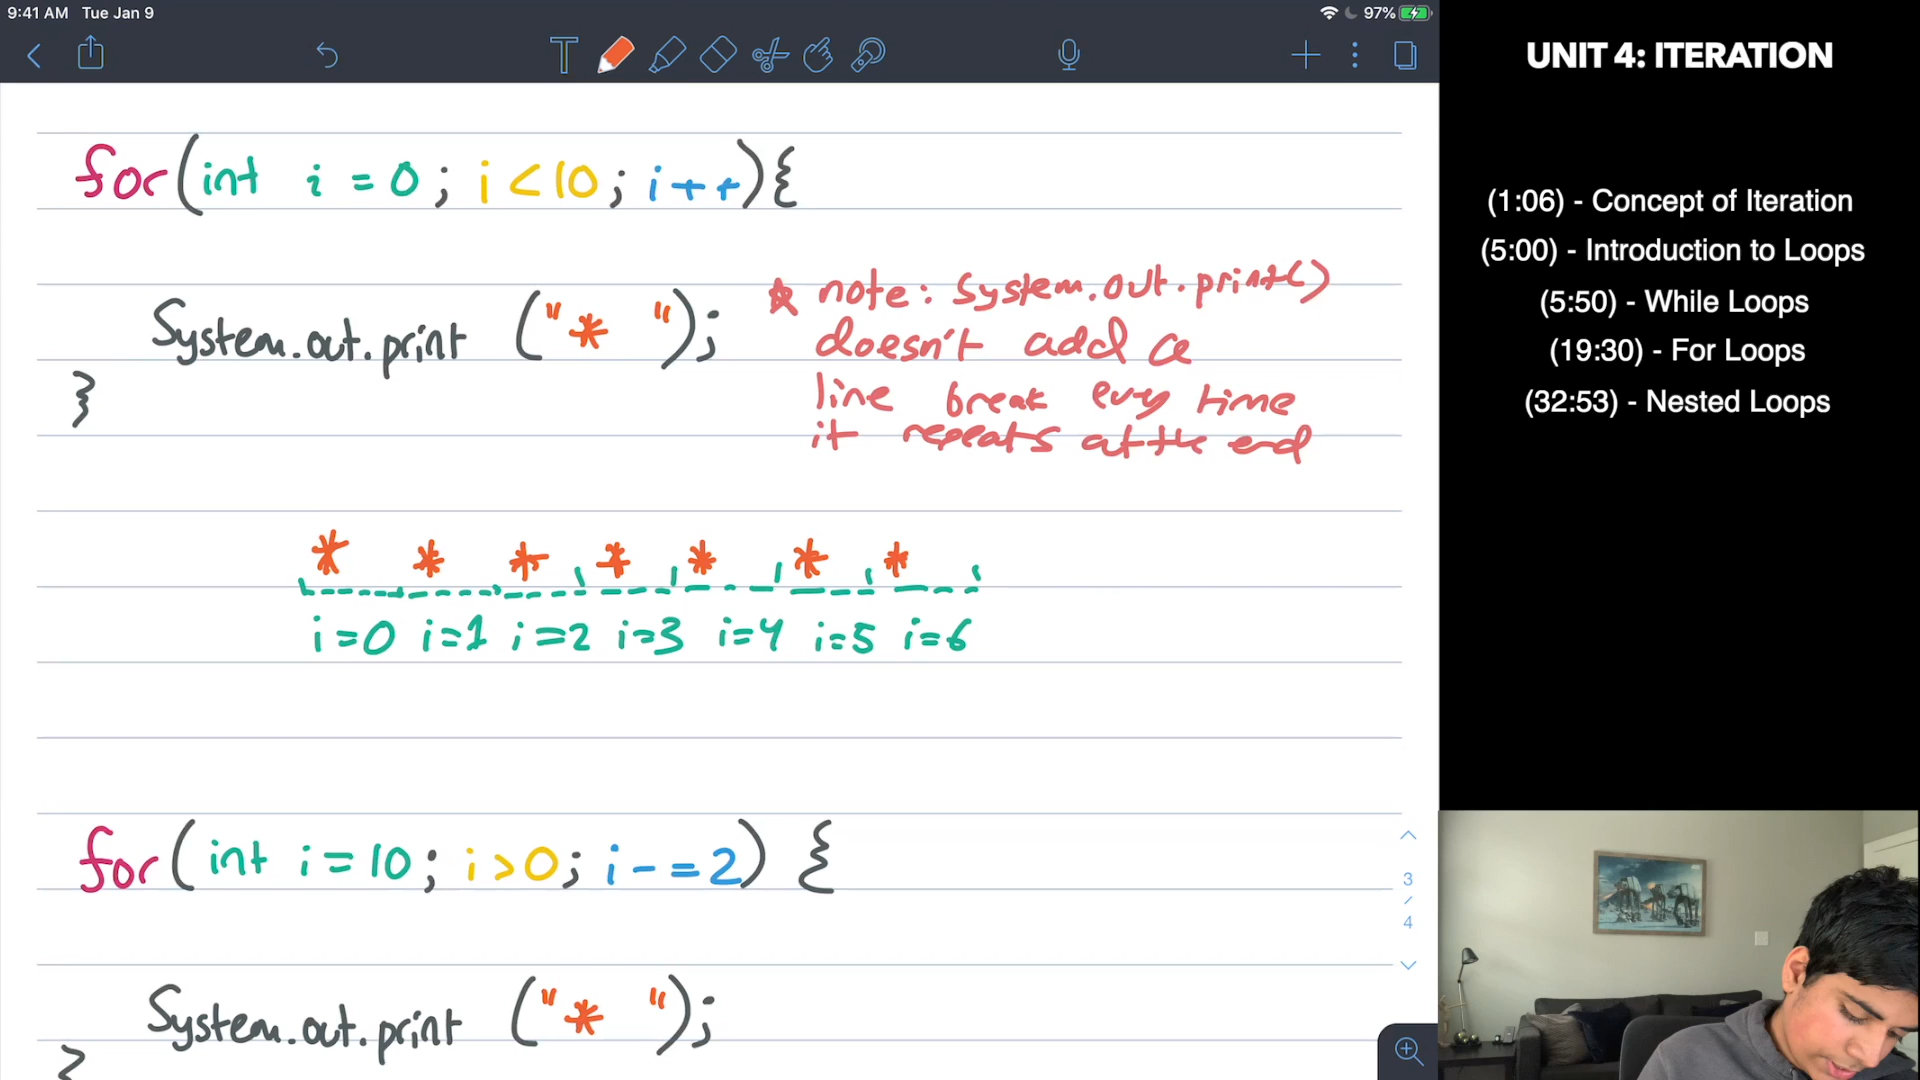 9:41 AM Tue Jan 9
97%
UNIT 4: ITERATION
(1:06) - Concept of Iteration
(5:00) - Introduction to Loops
(5:50) - While Loops
(19:30) - For Loops
(32:53) - Nested Loops
for(int i = 0; i < 10; i++){
System.out.print ("* ");
}
* note: System.out.print()
doesn't add a
line break every time
it repeats at the end
* * * * * * *
i=0 i=1 i=2 i=3 i=4 i=5 i=6
for(int i = 10; i > 0; i -= 2) {
System.out.print ("* ");
}
3
/
4